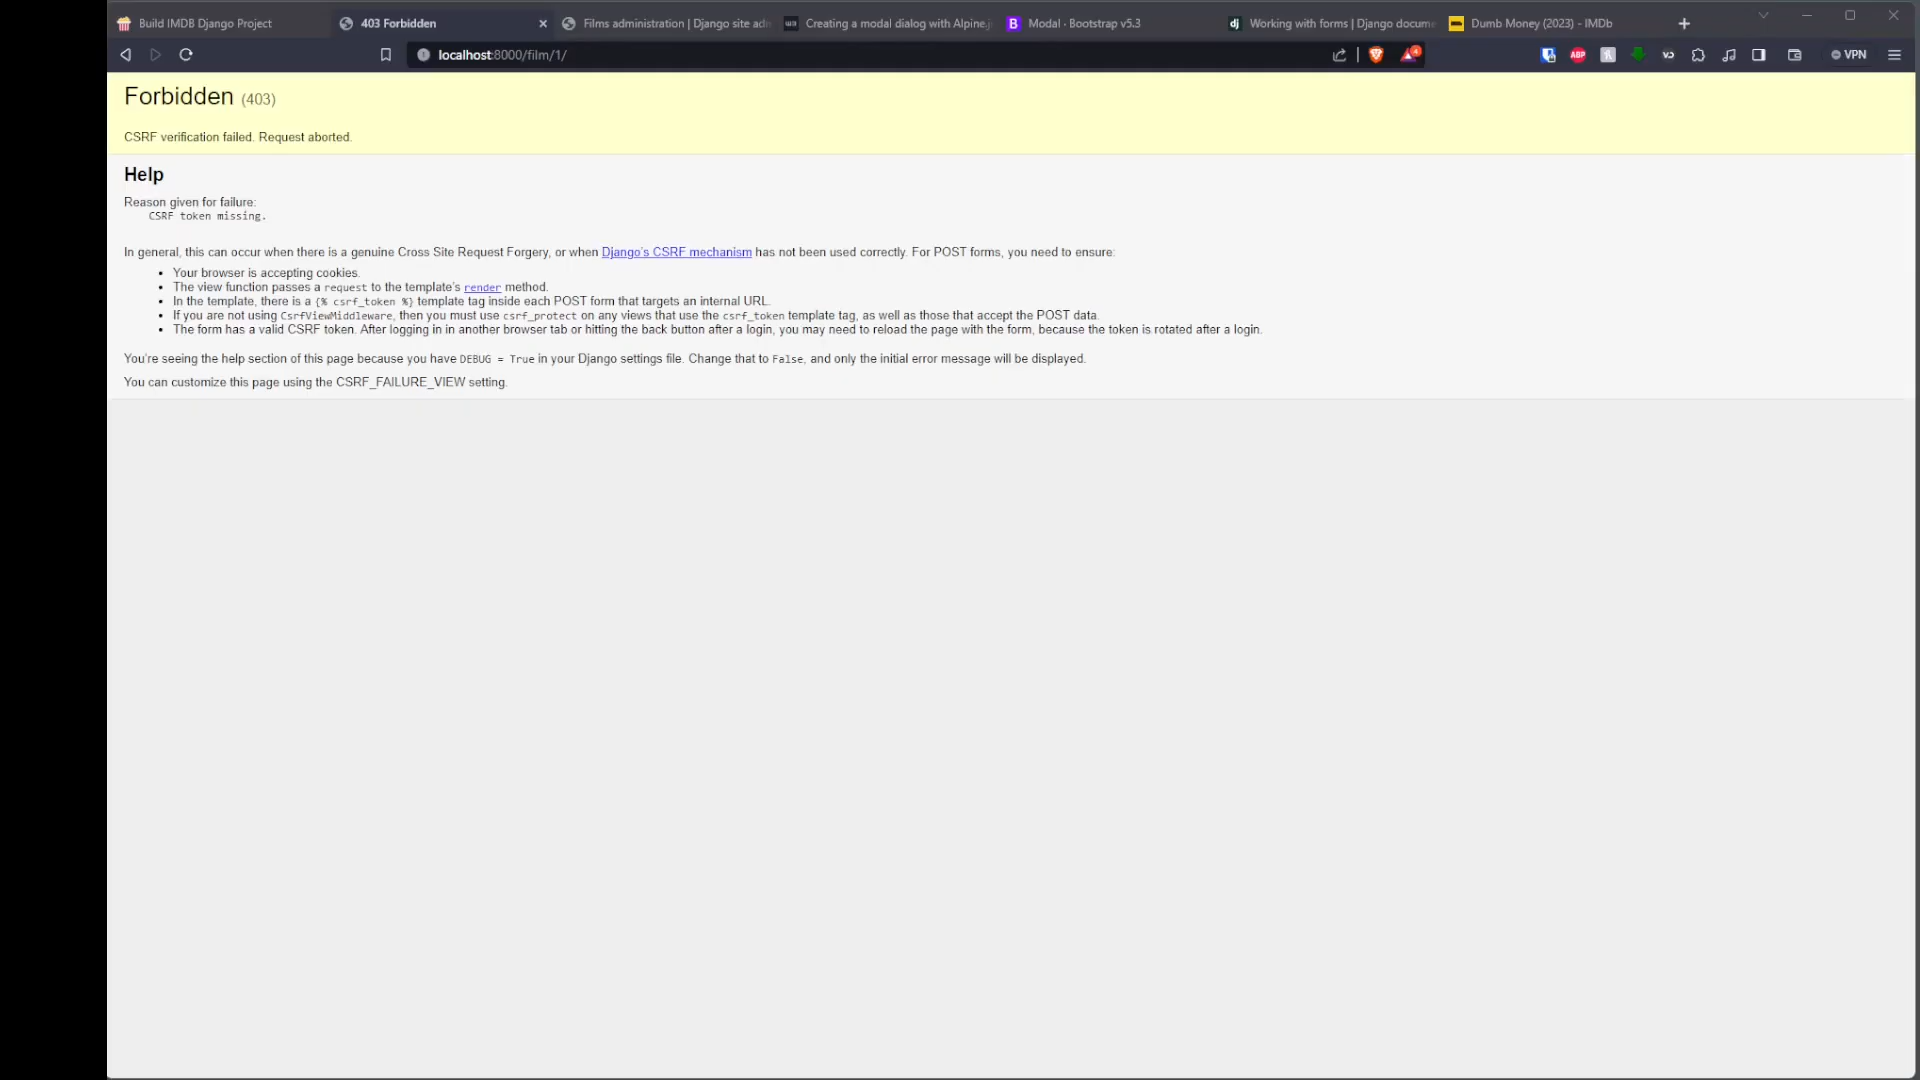 Build IMDB Django Project
403 Forbidden
Films administration | Django site adn
Creating a modal dialog with Alpine.j
Modal · Bootstrap v5.3
Working with forms | Django docume
Dumb Money (2023) - IMDb
localhost:8000/film/1/
4
ABP
VPN
Forbidden (403)
CSRF verification failed. Request aborted.
Help
Reason given for failure:
CSRF token missing.
In general, this can occur when there is a genuine Cross Site Request Forgery, or when Django's CSRF mechanism has not been used correctly. For POST forms, you need to ensure:
• Your browser is accepting cookies.
• The view function passes a request to the template's render method.
• In the template, there is a {% csrf_token %} template tag inside each POST form that targets an internal URL.
• If you are not using CsrfViewMiddleware, then you must use csrf_protect on any views that use the csrf_token template tag, as well as those that accept the POST data.
• The form has a valid CSRF token. After logging in in another browser tab or hitting the back button after a login, you may need to reload the page with the form, because the token is rotated after a login.
You're seeing the help section of this page because you have DEBUG = True in your Django settings file. Change that to False, and only the initial error message will be displayed.
You can customize this page using the CSRF_FAILURE_VIEW setting.